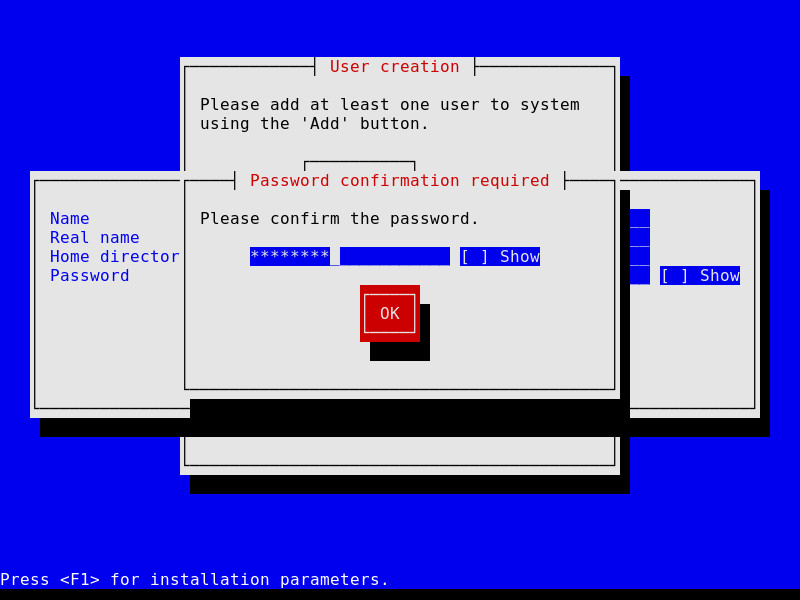 User creation
Please add at least one user to system
using the 'Add' button.
Password confirmation required
Name
Please confirm the password.
Real name
Home director
******** [ ] Show
Password
[ ] Show
OK
Press <F1> for installation parameters.